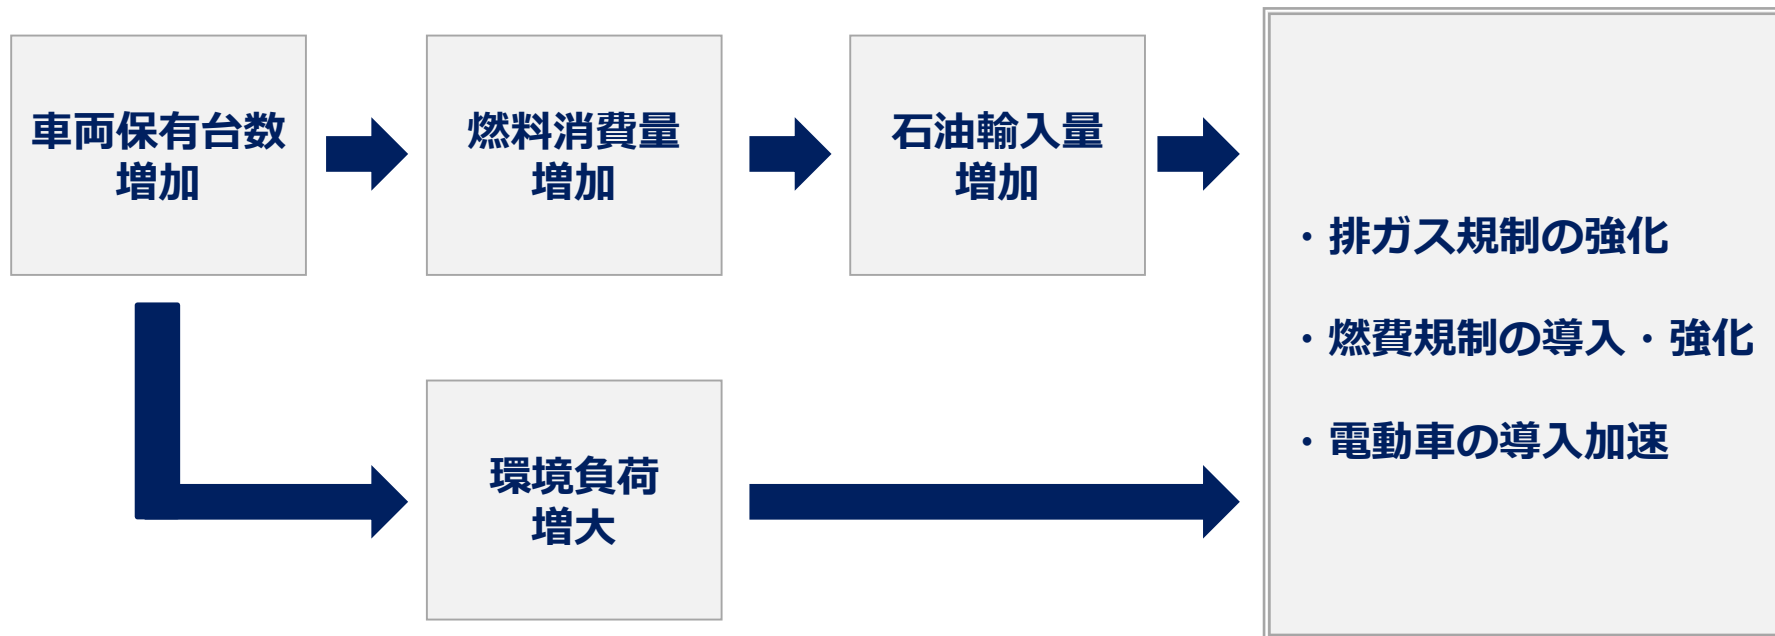 車両保有台数
増加
燃料消費量
増加
石油輸入量
増加
環境負荷
増大
・排ガス規制の強化
・燃費規制の導入・強化
・電動車の導入加速